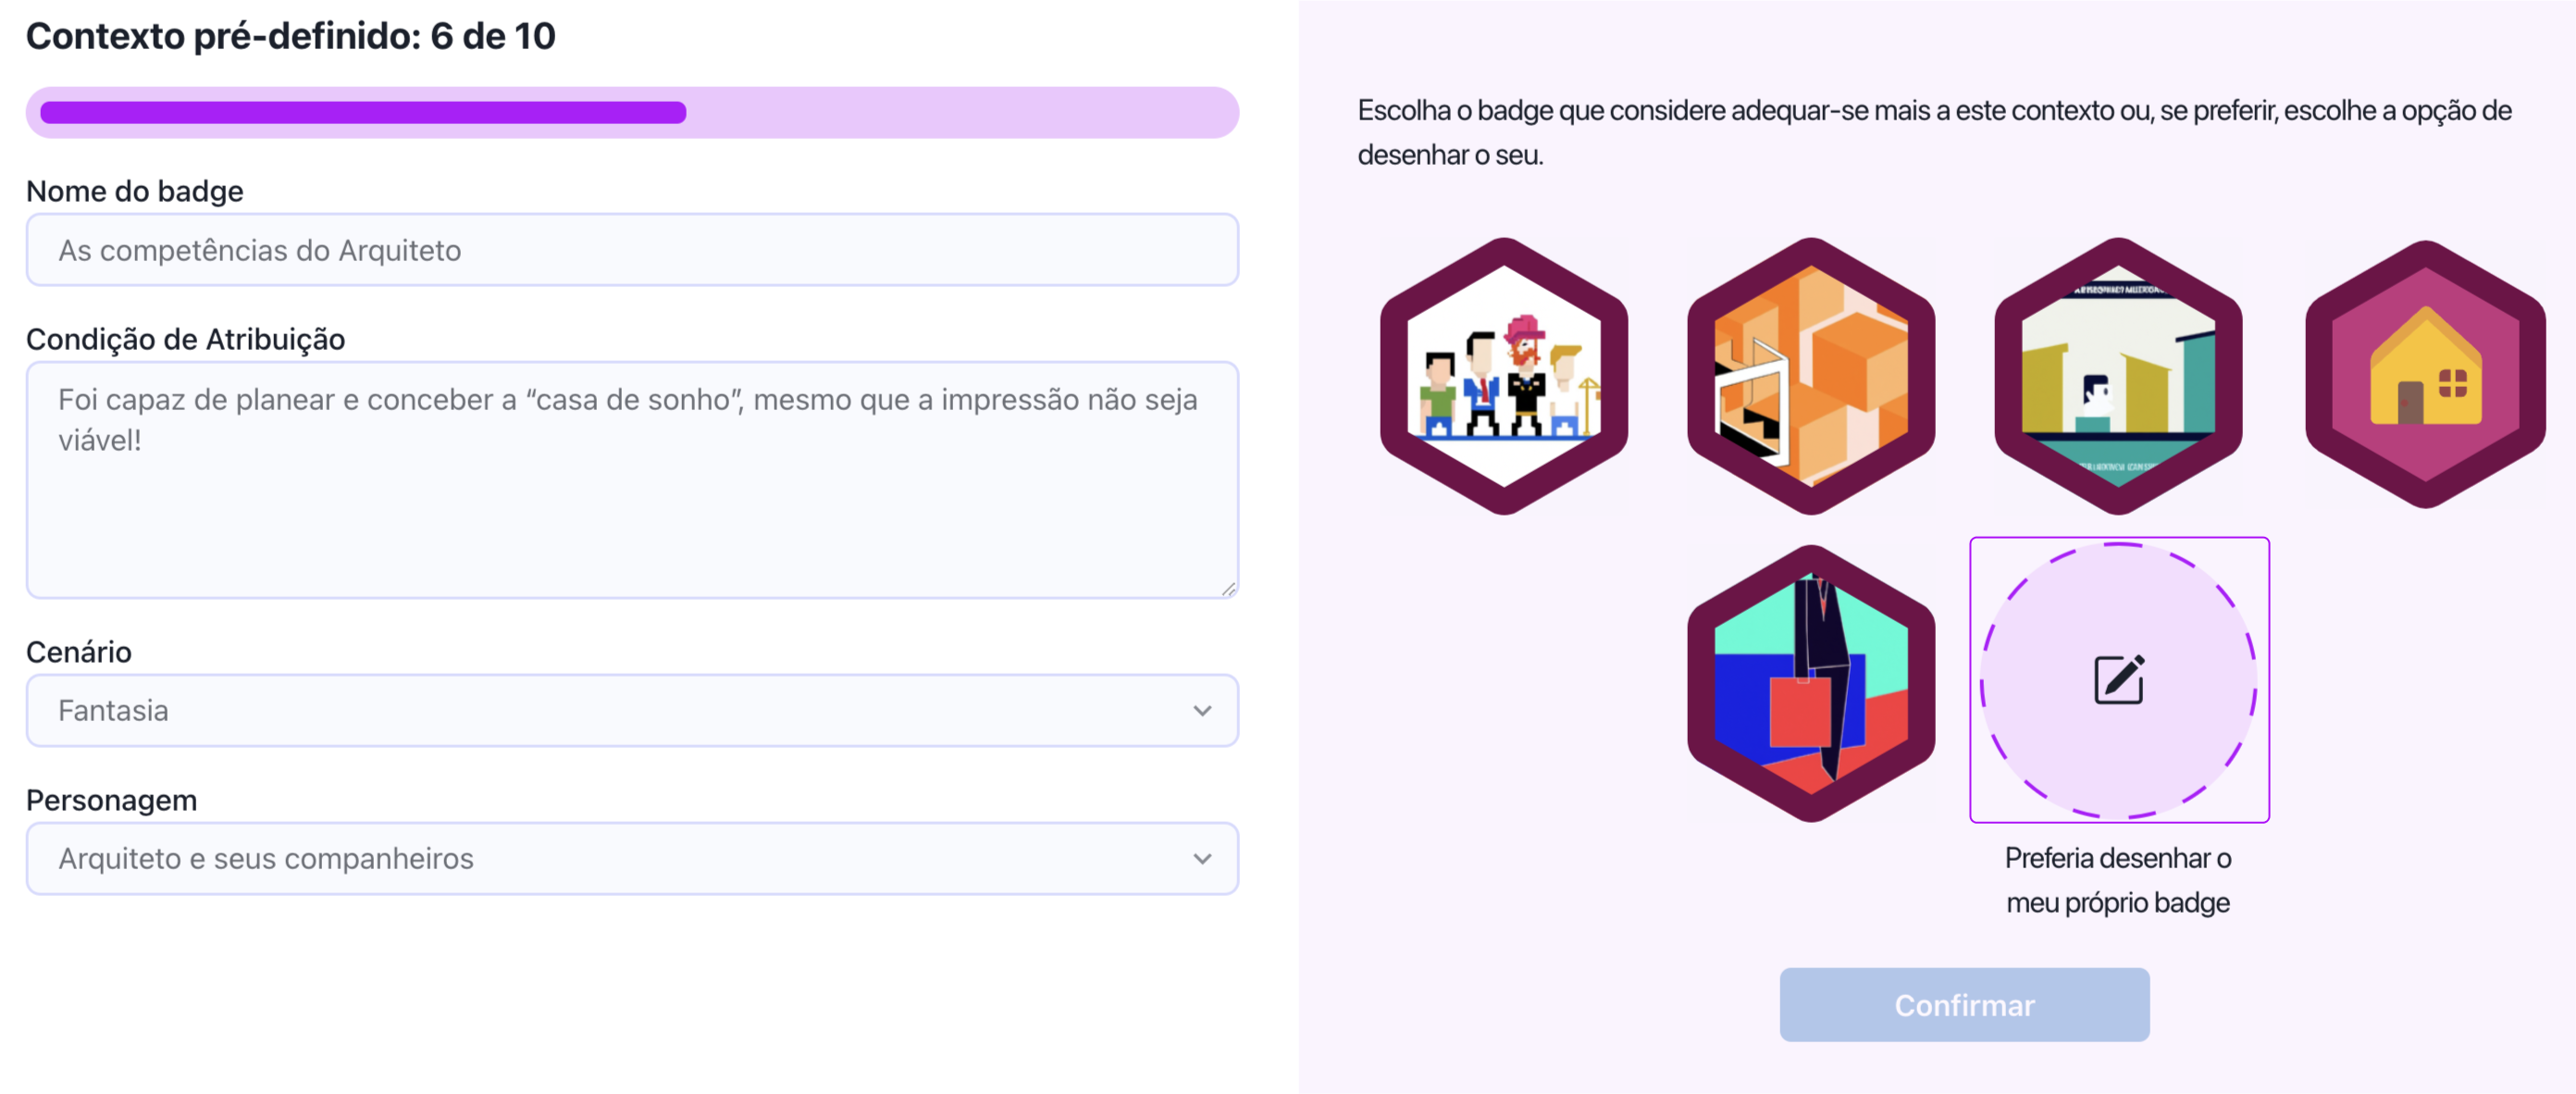 Contexto pré-definido: 6 de 10
Nome do badge
As competências do Arquiteto
Condição de Atribuição
Foi capaz de planear e conceber a “casa de sonho”, mesmo que a impressão não seja
viável!
Cenário
Fantasia
Personagem
Arquiteto e seus companheiros
Escolha o badge que considere adequar-se mais a este contexto ou, se preferir, escolhe a opção de
desenhar o seu.
Preferia desenhar o
meu próprio badge
Confirmar